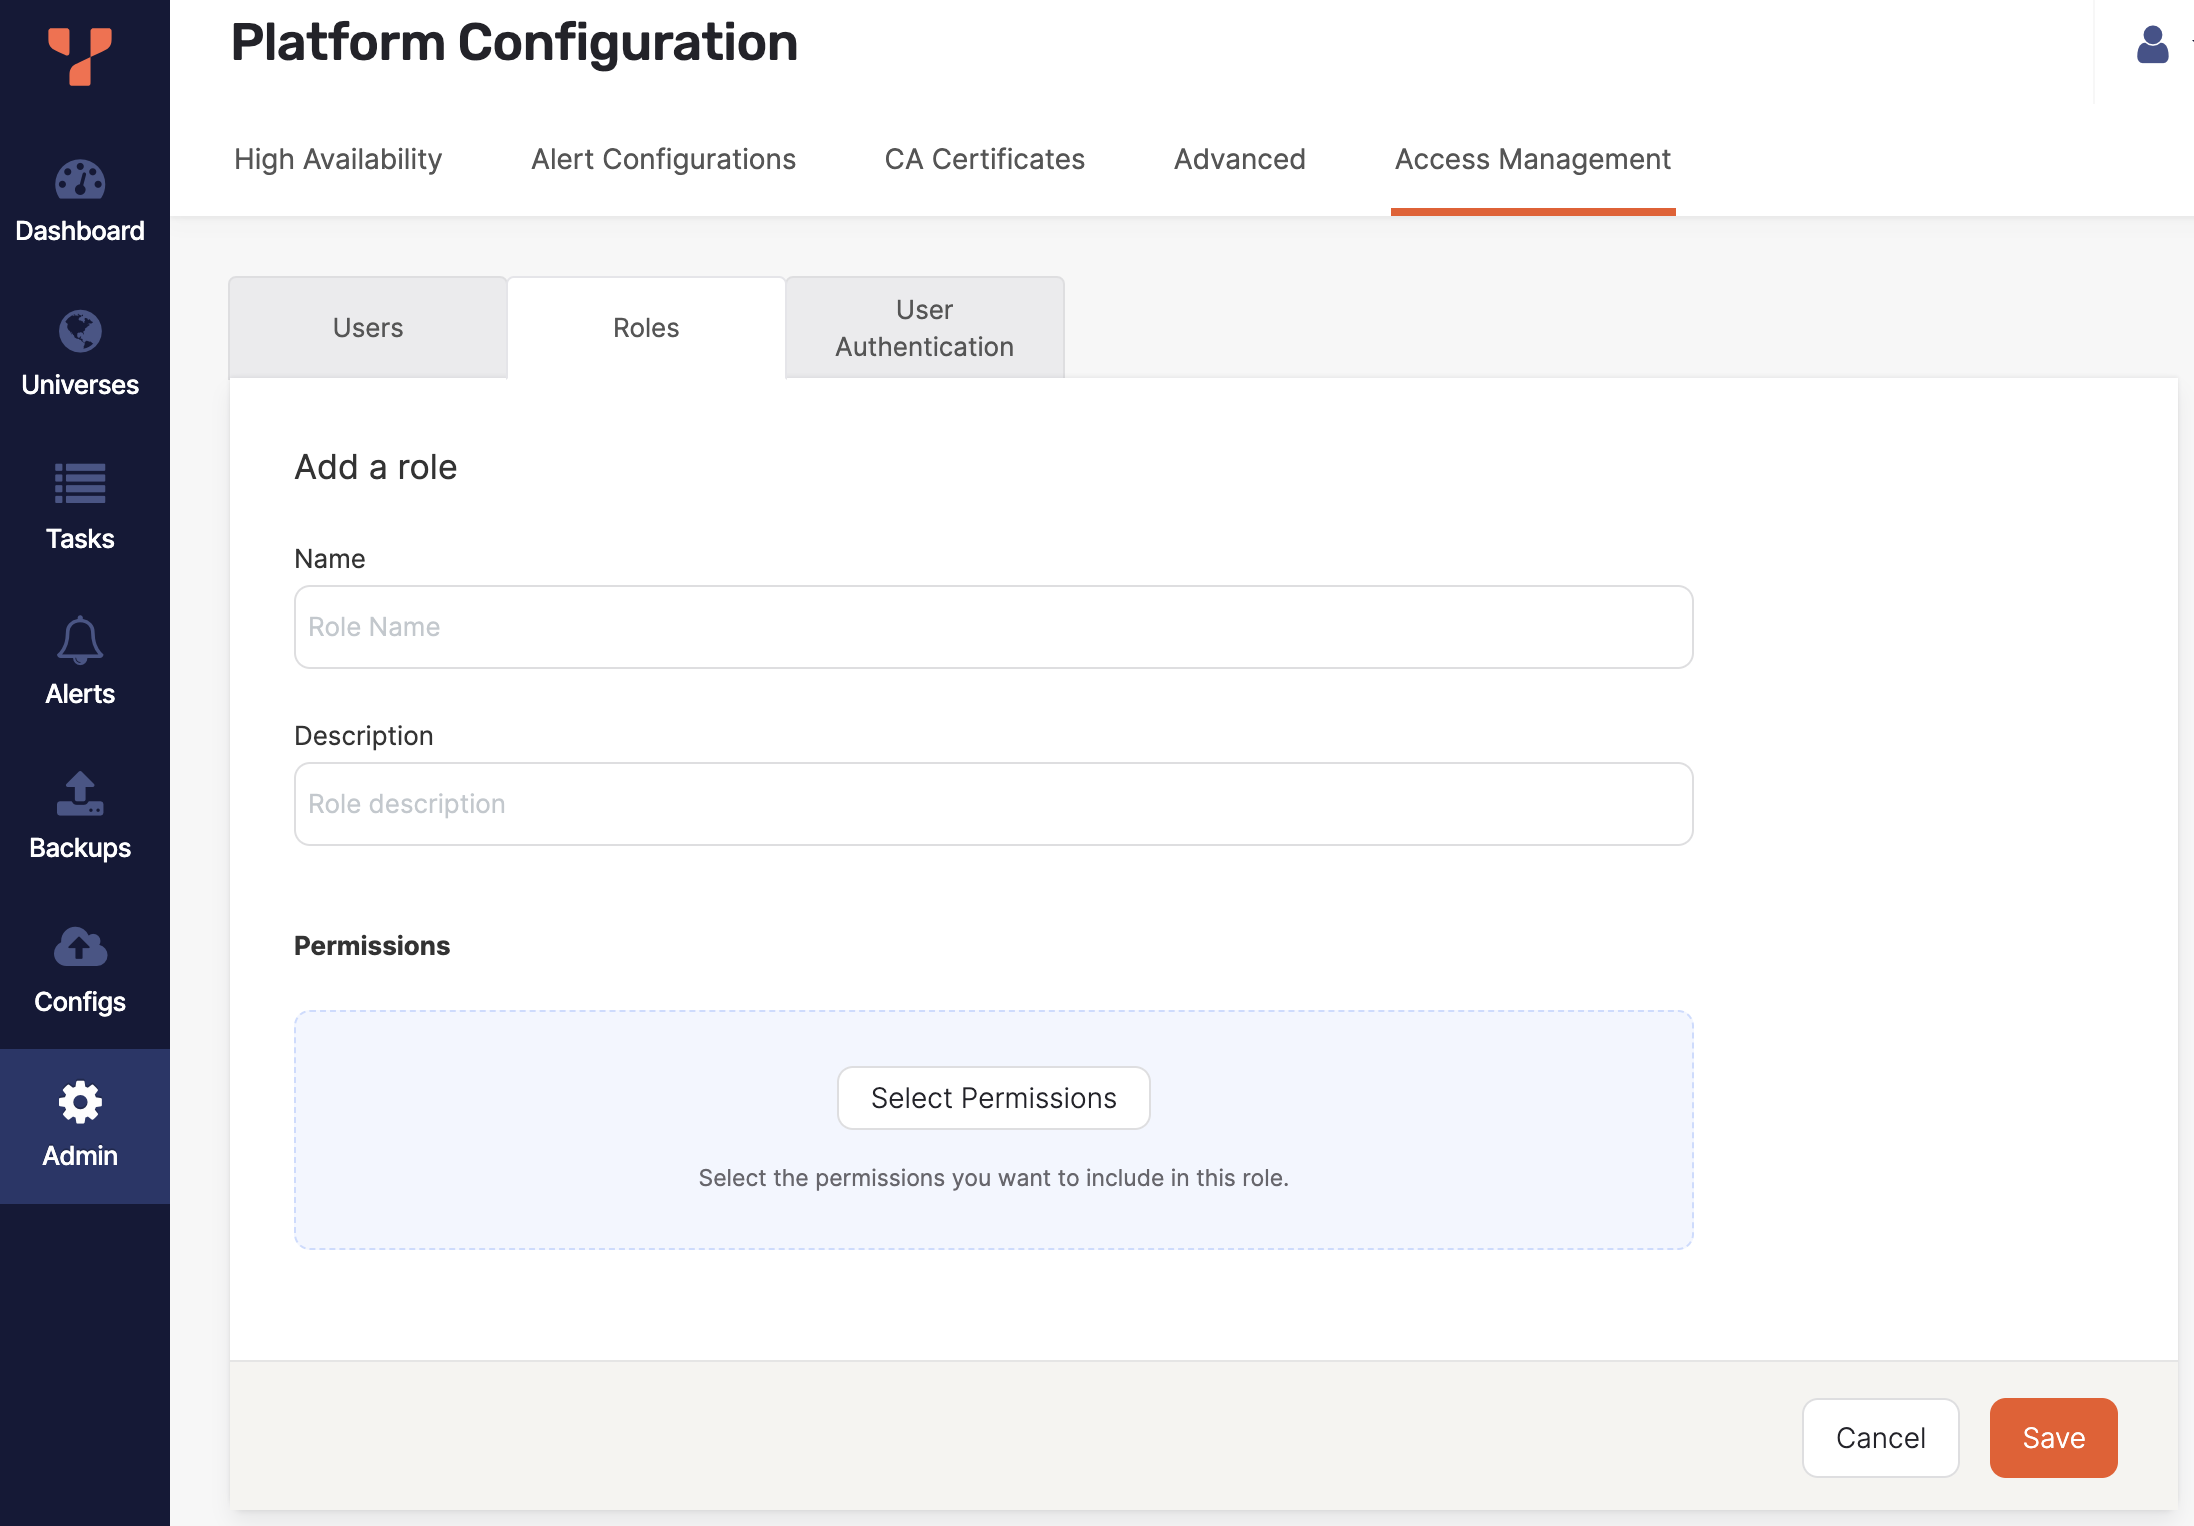 Platform Configuration
High Availability
Alert Configurations
CA Certificates
Advanced
Access Management
Dashboard
Universes
Tasks
Alerts
Backups
Configs
Admin
Users
Roles
User
Authentication
Add a role
Name
Role Name
Description
Role description
Permissions
Select Permissions
Select the permissions you want to include in this role.
Cancel
Save